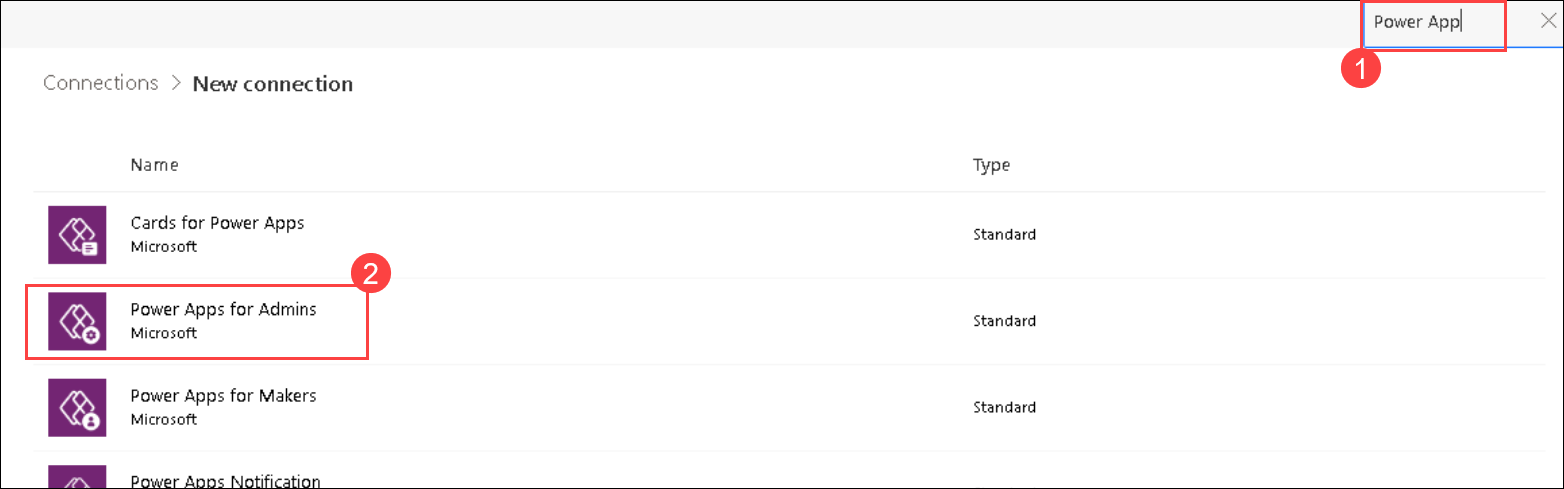 Power App
1
Connections > New connection
Name Type
Cards for Power Apps
Microsoft
Standard
2
Power Apps for Admins
Microsoft
Standard
Power Apps for Makers
Microsoft
Standard
Power Apps Notification